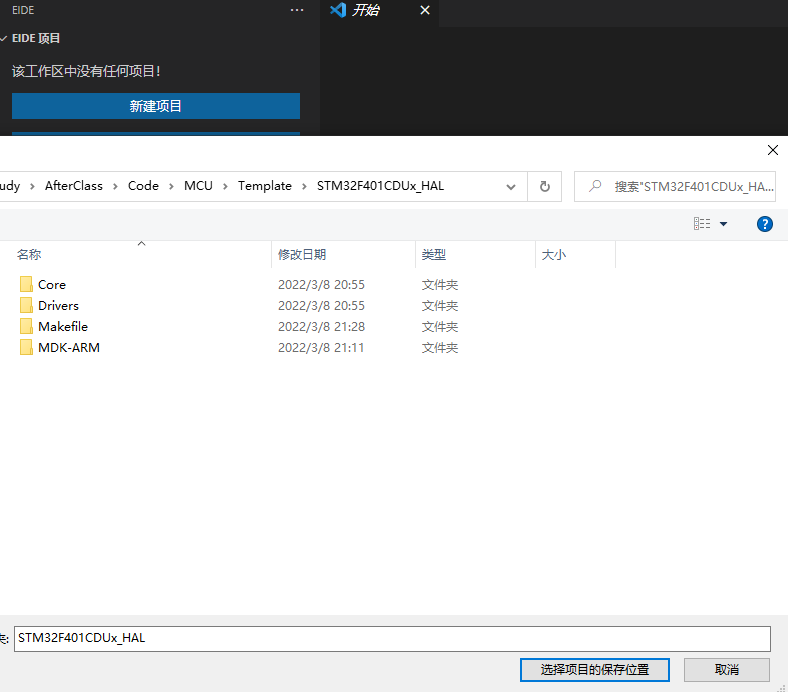 EIDE ··· 开始
EIDE 项目
该工作区中没有任何项目!
新建项目
udy › AfterClass › Code › MCU › Template › STM32F401CDUx_HAL 搜索"STM32F401CDUx_HA...
?
名称 修改日期 类型 大小
Core 2022/3/8 20:55 文件夹
Drivers 2022/3/8 20:55 文件夹
Makefile 2022/3/8 21:28 文件夹
MDK-ARM 2022/3/8 21:11 文件夹
夹: STM32F401CDUx_HAL
选择项目的保存位置 取消